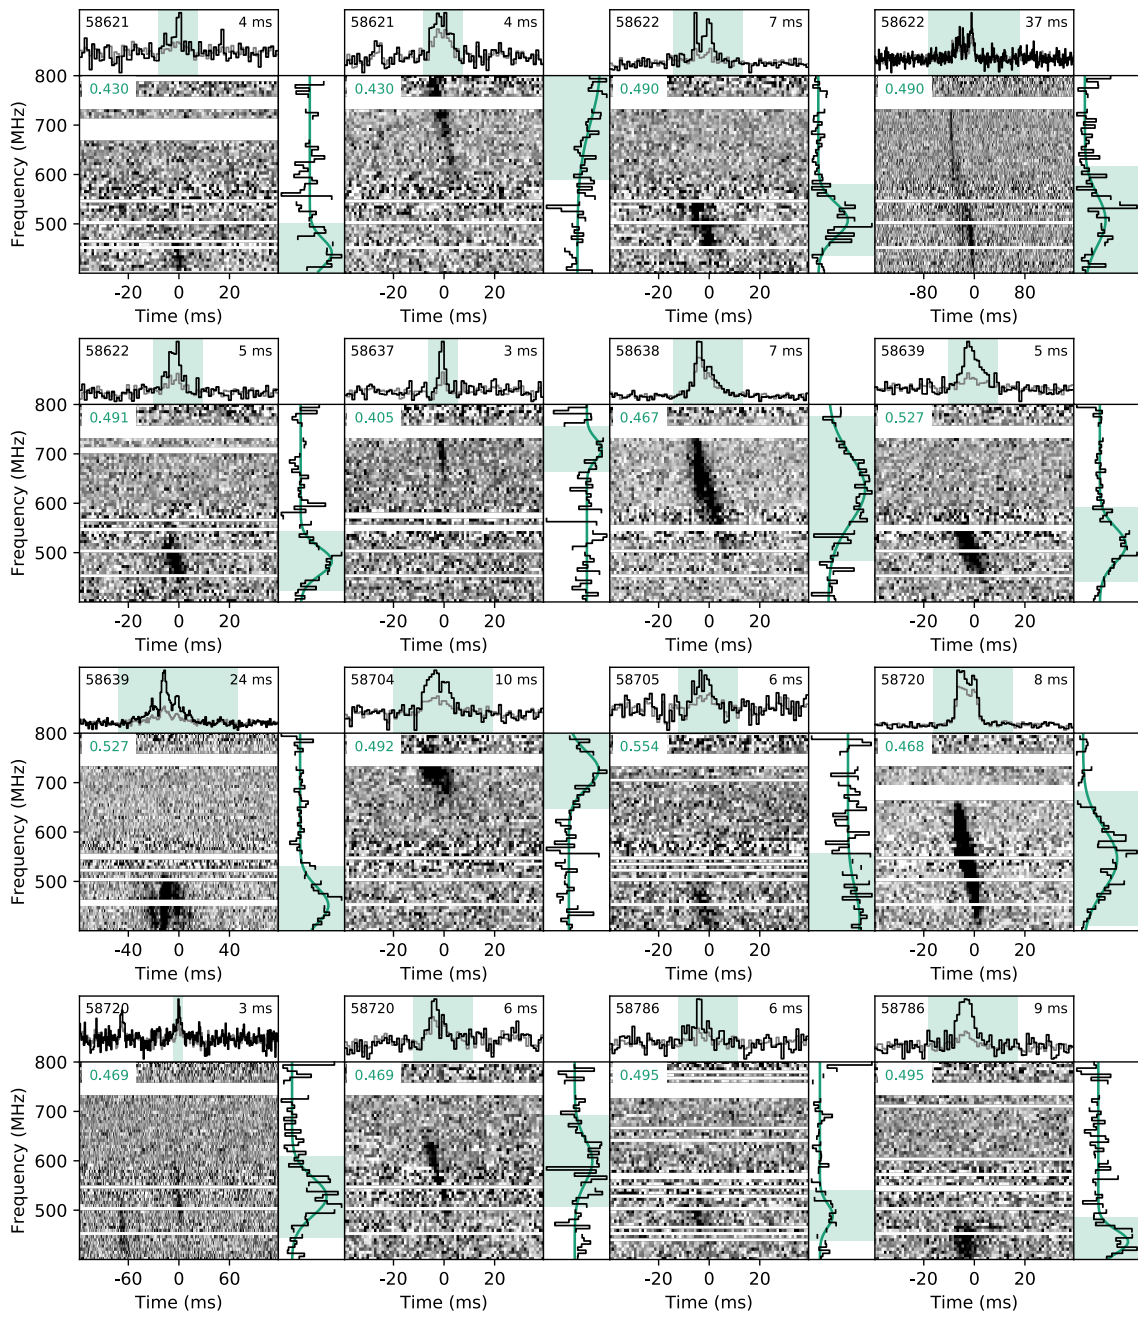 58621 4 ms 58621 4 ms 58622 7 ms 58622 37 ms
800 0.430 0.430 0.490 0.490
700
600
500
Frequency (MHz)
-20 0 20 -20 0 20 -20 0 20 -80 0 80
Time (ms) Time (ms) Time (ms) Time (ms)
58622 5 ms 58637 3 ms 58638 7 ms 58639 5 ms
800 0.491 0.405 0.467 0.527
700
600
500
Frequency (MHz)
-20 0 20 -20 0 20 -20 0 20 -20 0 20
Time (ms) Time (ms) Time (ms) Time (ms)
58639 24 ms 58704 10 ms 58705 6 ms 58720 8 ms
800 0.527 0.492 0.554 0.468
700
600
500
Frequency (MHz)
-40 0 40 -20 0 20 -20 0 20 -20 0 20
Time (ms) Time (ms) Time (ms) Time (ms)
58720 3 ms 58720 6 ms 58786 6 ms 58786 9 ms
800 0.469 0.469 0.495 0.495
700
600
500
Frequency (MHz)
-60 0 60 -20 0 20 -20 0 20 -20 0 20
Time (ms) Time (ms) Time (ms) Time (ms)